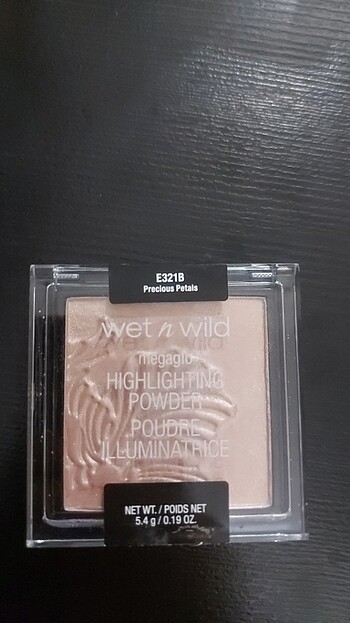 E321B
Precious Petals
wet n wild
megaglo
HIGHLIGHTING
POWDER
POUDRE
ILLUMINATRICE
NET WT. / POIDS NET
5.4 g / 0.19 OZ.